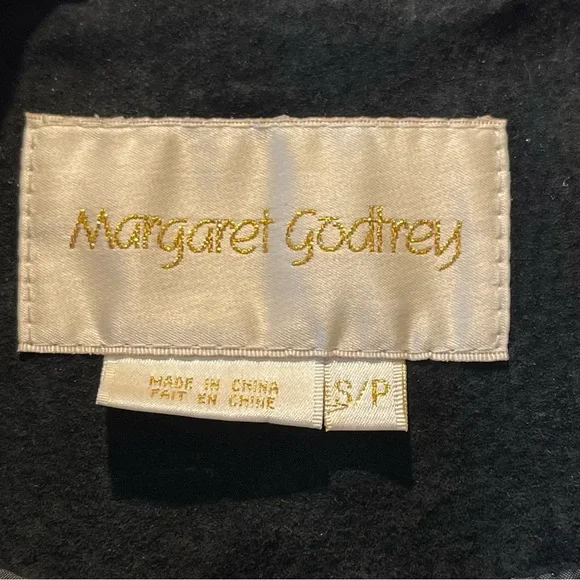 Margaret Godfrey
MADE IN CHINA
FAIT EN CHINE
S/P